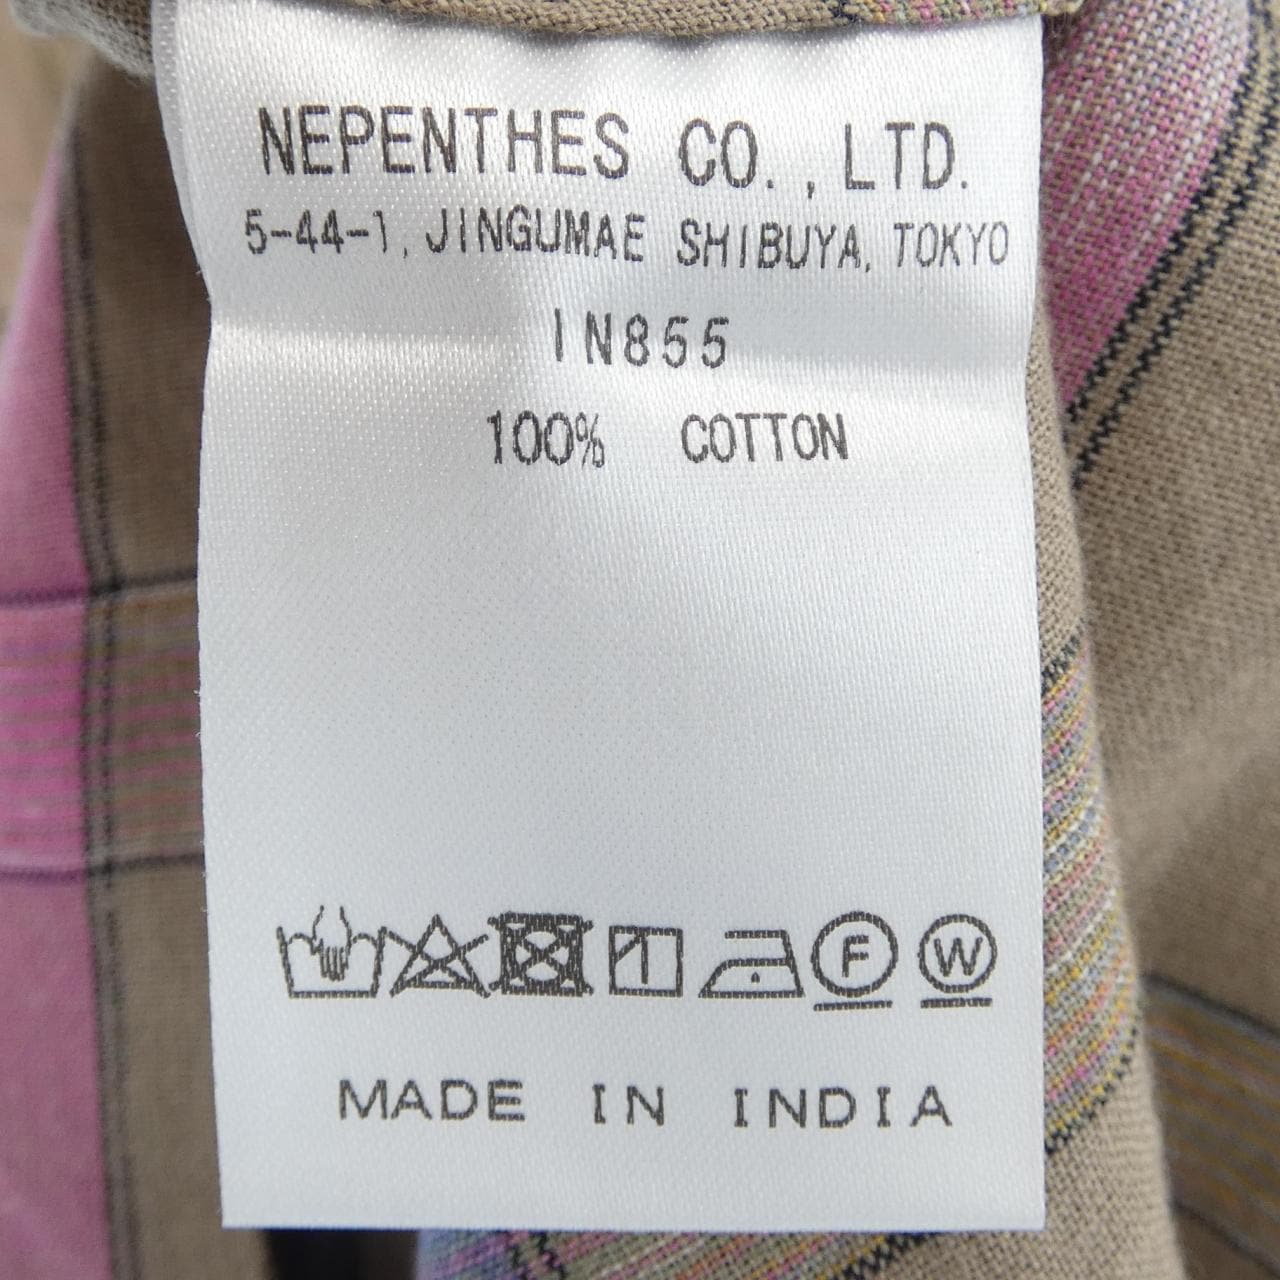 NEPENTHES CO., LTD.
5-44-1, JINGUMAE SHIBUYA, TOKYO
IN855
100% COTTON
F W
MADE IN INDIA